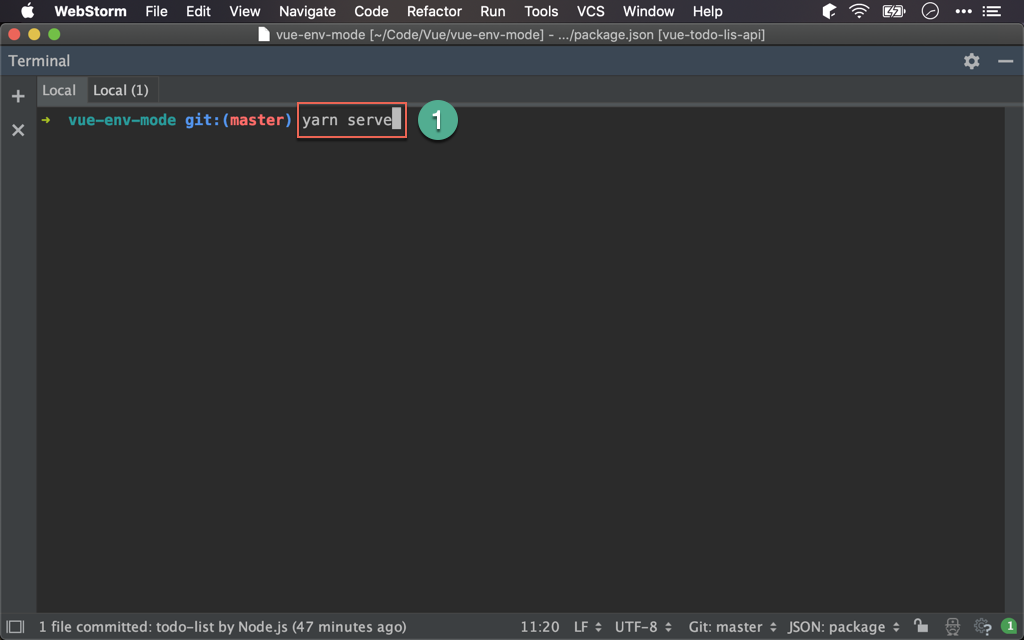 WebStorm File Edit View Navigate Code Refactor Run Tools VCS Window Help
vue-env-mode [~/Code/Vue/vue-env-mode] - .../package.json [vue-todo-lis-api]
Terminal
Local Local (1)
➜ vue-env-mode git:(master) yarn serve 1
1 file committed: todo-list by Node.js (47 minutes ago) 11:20 LF UTF-8 Git: master JSON: package 1